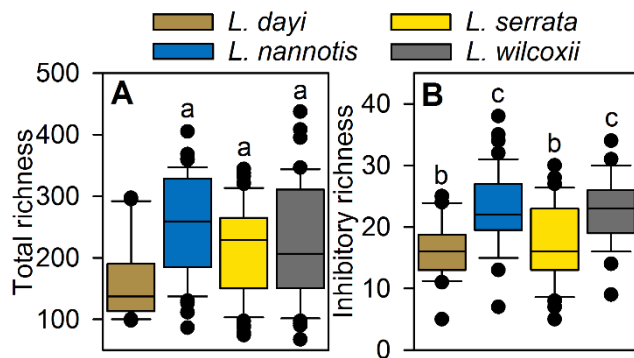 L. dayi L. serrata
L. nannotis L. wilcoxii
A
Total richness
500
400
300
200
100
a a a
B
Inhibitory richness
40
30
20
10
0
b c b c